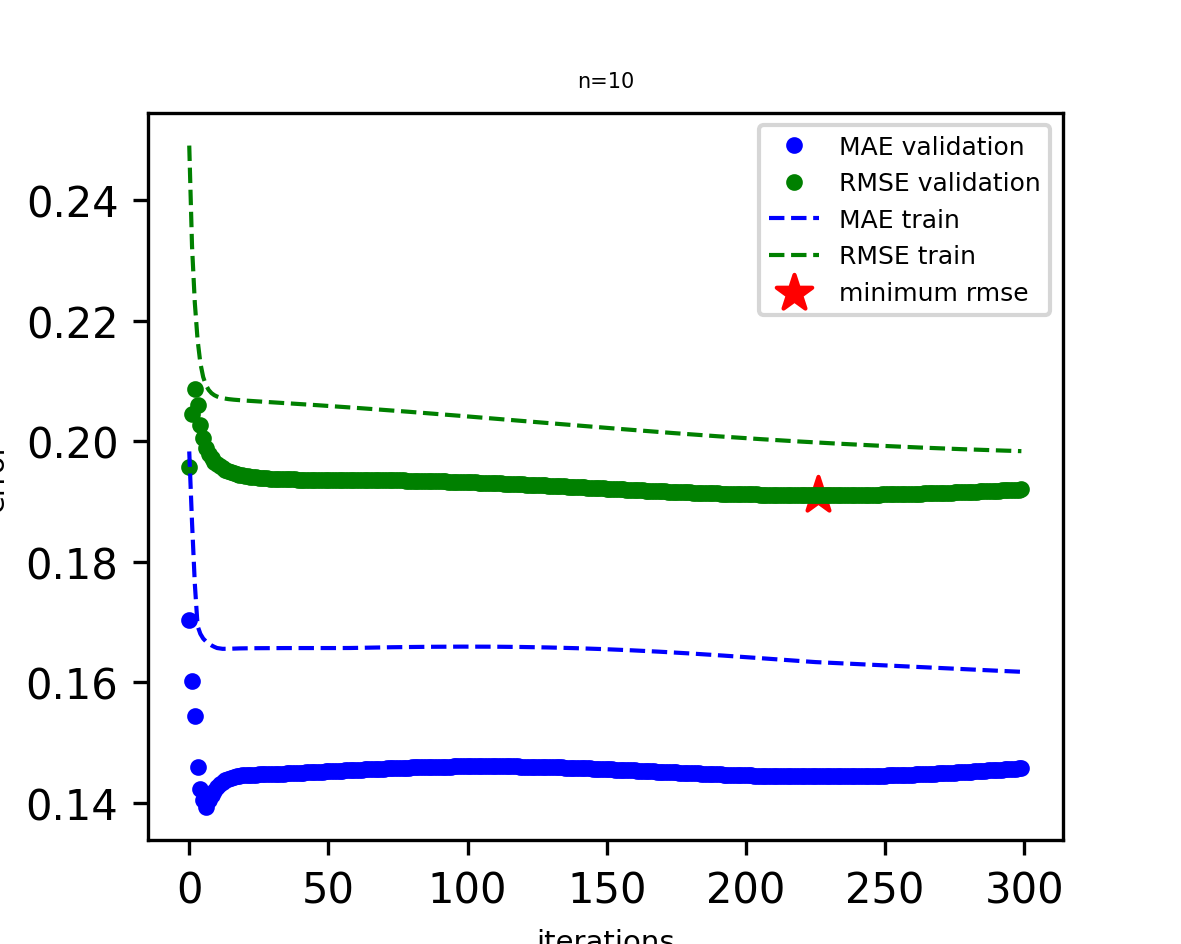 n=10
MAE validation
RMSE validation
MAE train
RMSE train
minimum rmse
0.24
0.22
0.20
0.18
0.16
0.14
0 50 100 150 200 250 300
iterations